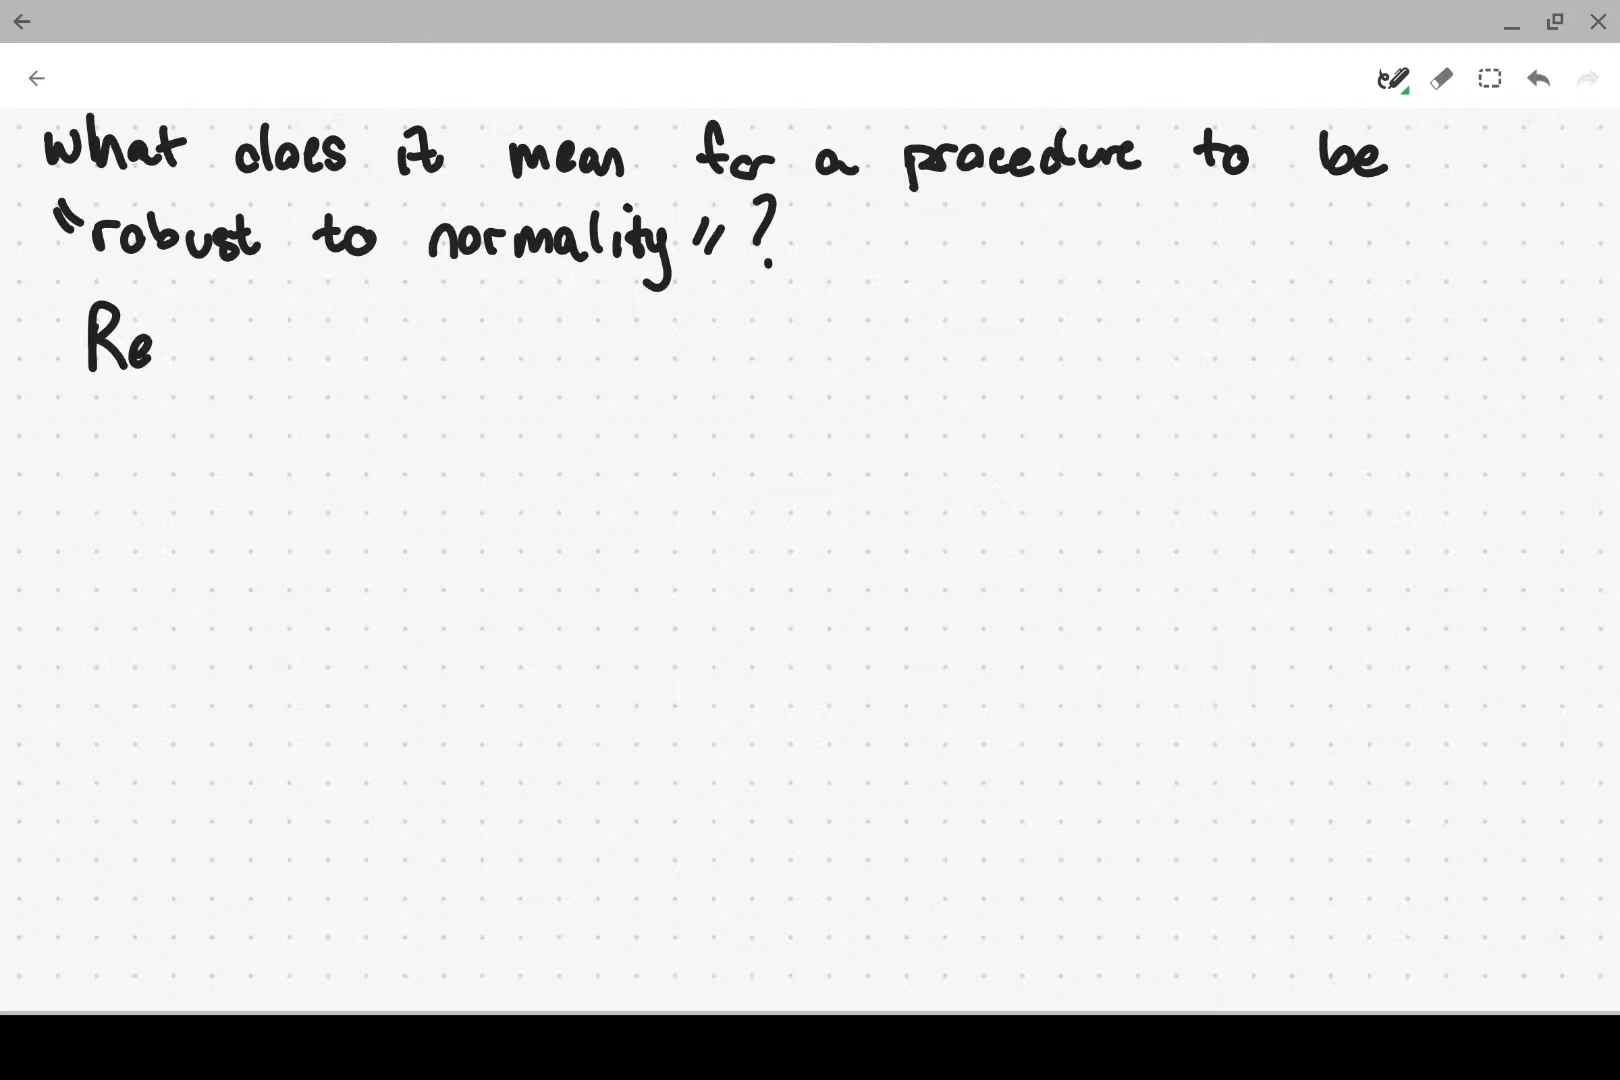 what does it mean for a procedure to be
"robust to normality"?
Re